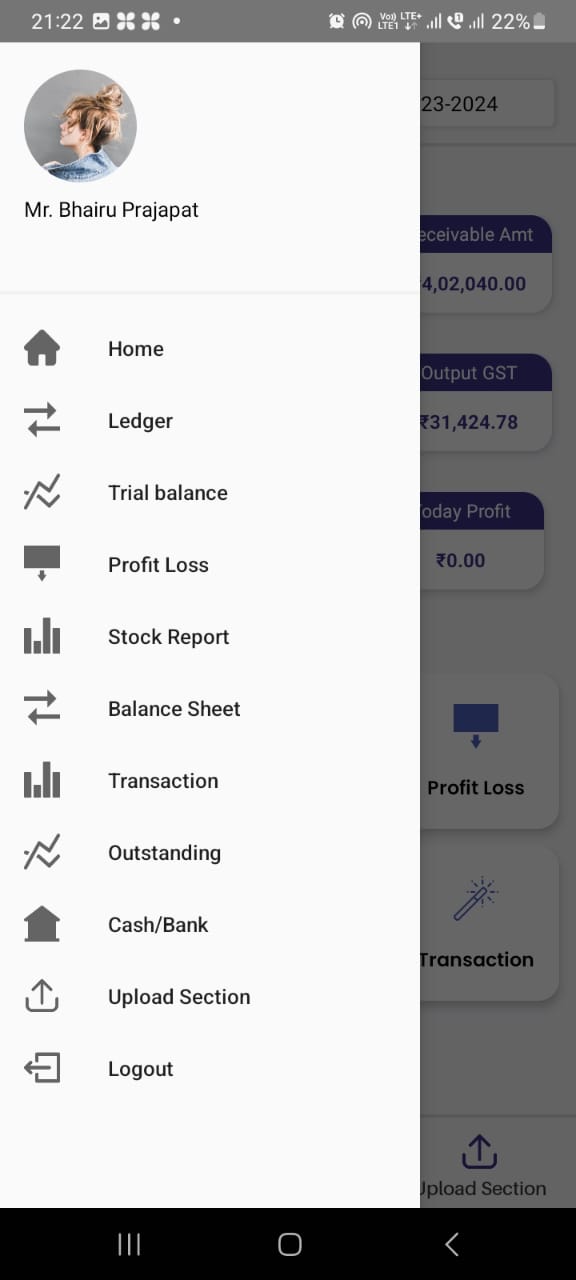 21:22
Vo)) LTE+
LTE1
22%
Mr. Bhairu Prajapat
23-2024
eceivable Amt
4,02,040.00
Output GST
₹31,424.78
oday Profit
₹0.00
Home
Ledger
Trial balance
Profit Loss
Stock Report
Balance Sheet
Transaction
Outstanding
Cash/Bank
Upload Section
Logout
Profit Loss
Transaction
Upload Section